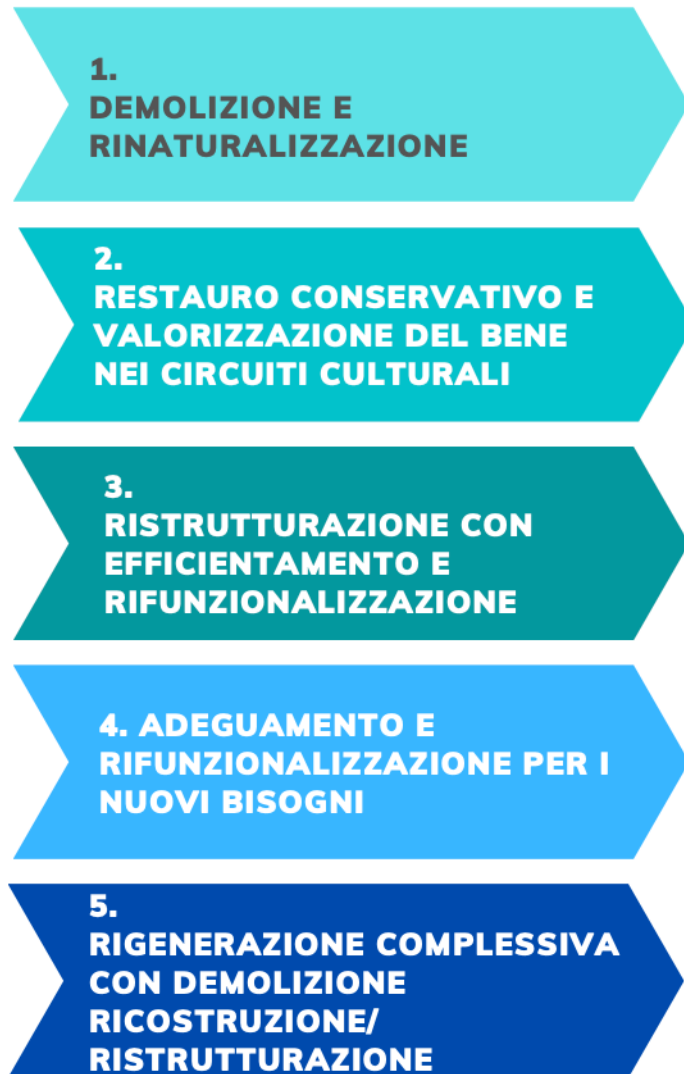 1.
DEMOLIZIONE E
RINATURALIZZAZIONE
2.
RESTAURO CONSERVATIVO E
VALORIZZAZIONE DEL BENE
NEI CIRCUITI CULTURALI
3.
RISTRUTTURAZIONE CON
EFFICIENTAMENTO E
RIFUNZIONALIZZAZIONE
4. ADEGUAMENTO E
RIFUNZIONALIZZAZIONE PER I
NUOVI BISOGNI
5.
RIGENERAZIONE COMPLESSIVA
CON DEMOLIZIONE
RICOSTRUZIONE/
RISTRUTTURAZIONE